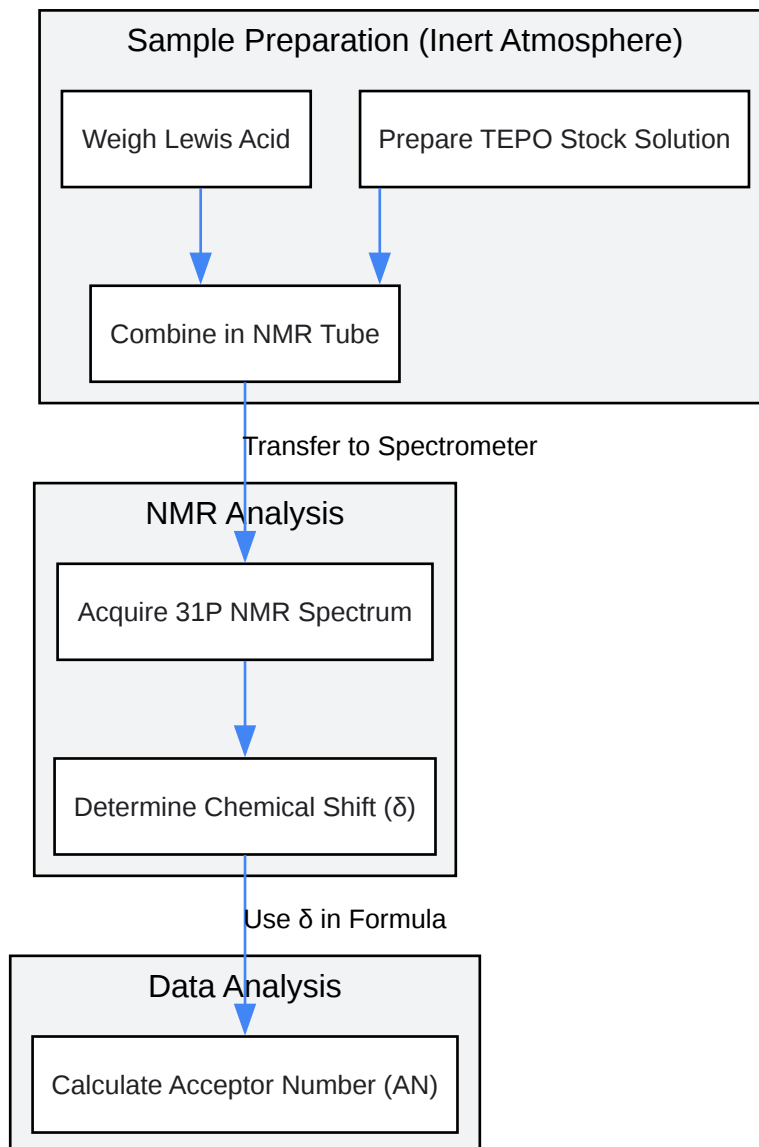 Sample Preparation (Inert Atmosphere)
Weigh Lewis Acid
Prepare TEPO Stock Solution
Combine in NMR Tube
Transfer to Spectrometer
NMR Analysis
Acquire 31P NMR Spectrum
Determine Chemical Shift (δ)
Use δ in Formula
Data Analysis
Calculate Acceptor Number (AN)